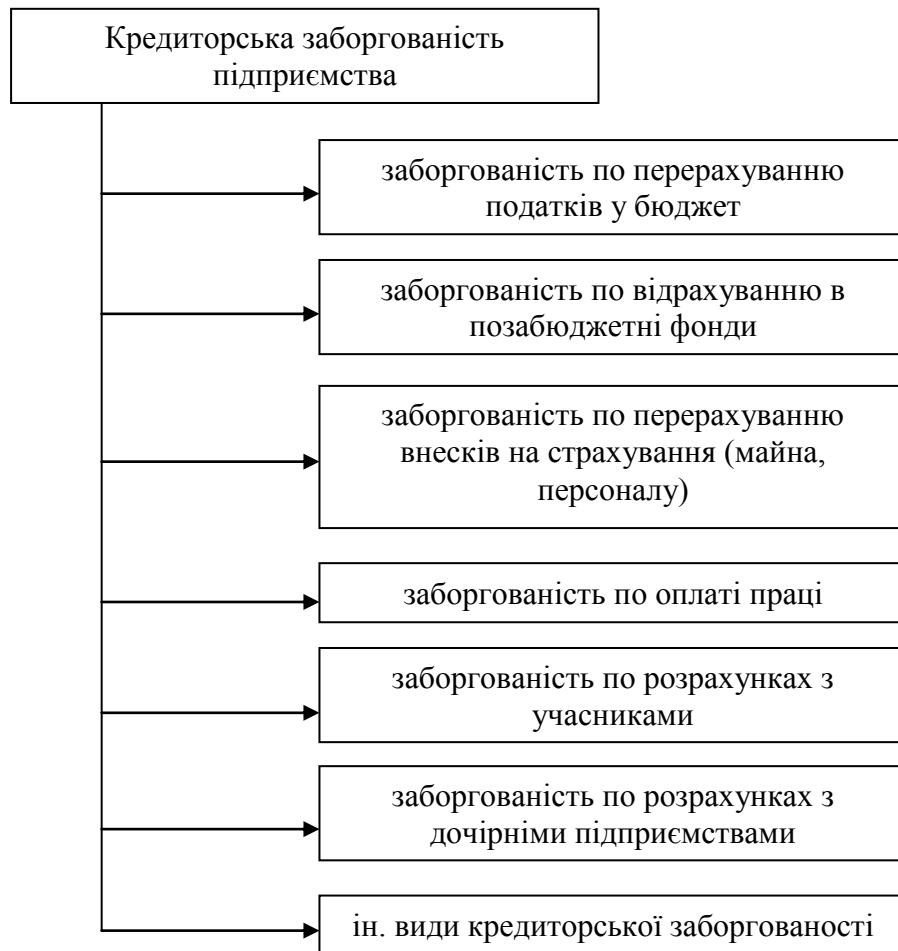 Кредиторська заборгованість
підприємства
заборгованість по перерахуванню
податків у бюджет
заборгованість по відрахуванню в
позабюджетні фонди
заборгованість по перерахуванню
внесків на страхування (майна,
персоналу)
заборгованість по оплаті праці
заборгованість по розрахунках з
учасниками
заборгованість по розрахунках з
дочірніми підприємствами
ін. види кредиторської заборгованості